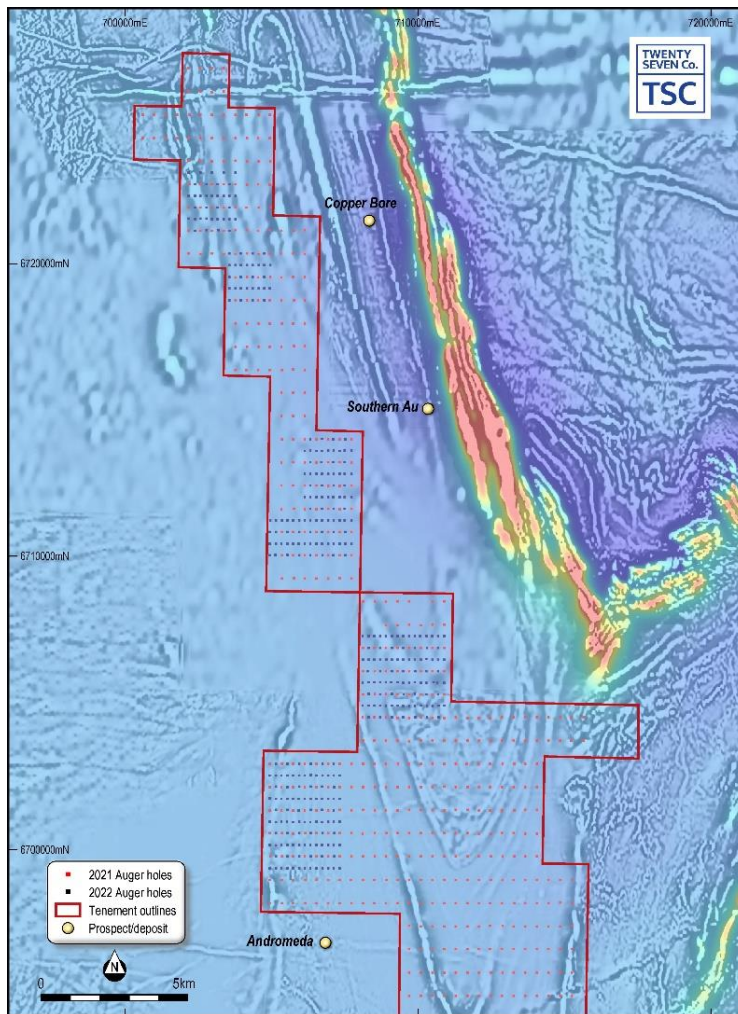 700000mE
710000mE
720000mE
TWENTY
SEVEN Co.
TSC
Copper Bore
6720000mN
Southern Au
6710000mN
6700000mN
2021 Auger holes
2022 Auger holes
Tenement outlines
Prospect/deposit
Andromeda
N
0
5km